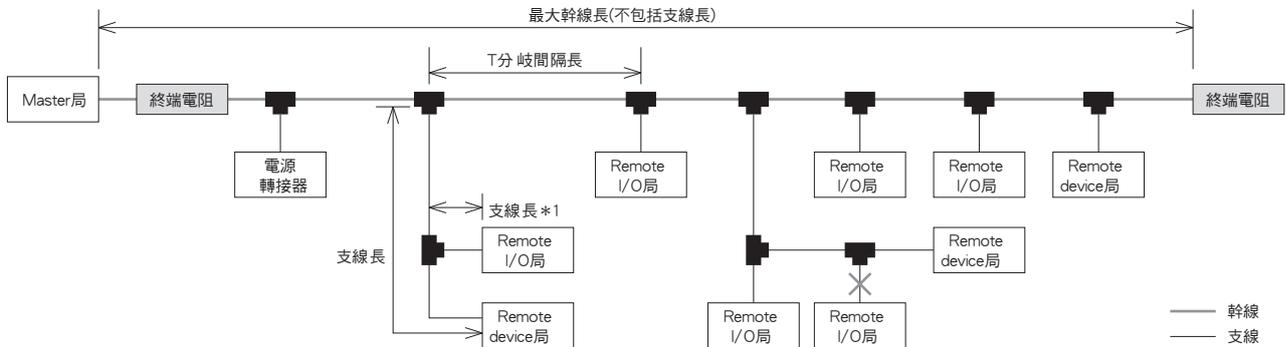 最大幹線長(不包括支線長)
T分岐間隔長
Master局
終端電阻
終端電阻
電源
轉接器
Remote
I/O局
Remote
I/O局
Remote
I/O局
Remote
device局
支線長*1
支線長
Remote
I/O局
Remote
device局
Remote
device局
Remote
I/O局
Remote
I/O局
幹線
支線